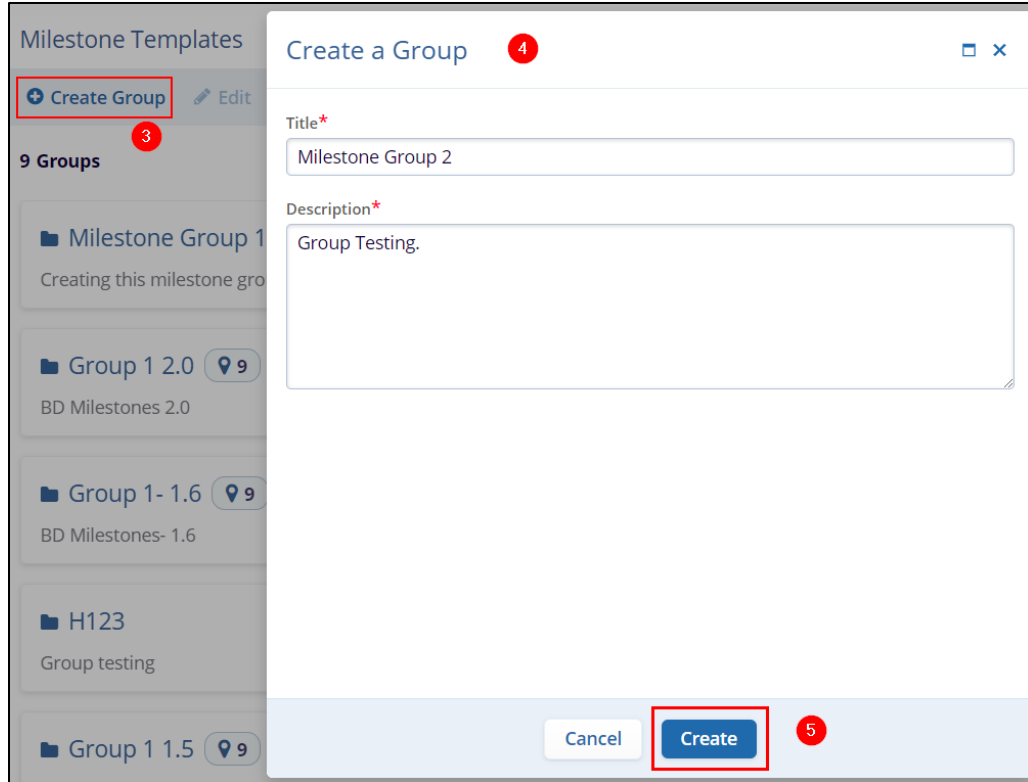 Milestone Templates
Create Group
Edit
3
9 Groups
Milestone Group 1
Creating this milestone gro
Group 1 2.0
9
BD Milestones 2.0
Group 1- 1.6
9
BD Milestones- 1.6
H123
Group testing
Group 1 1.5
9
Create a Group
4
Title*
Milestone Group 2
Description*
Group Testing.
Cancel
Create
5